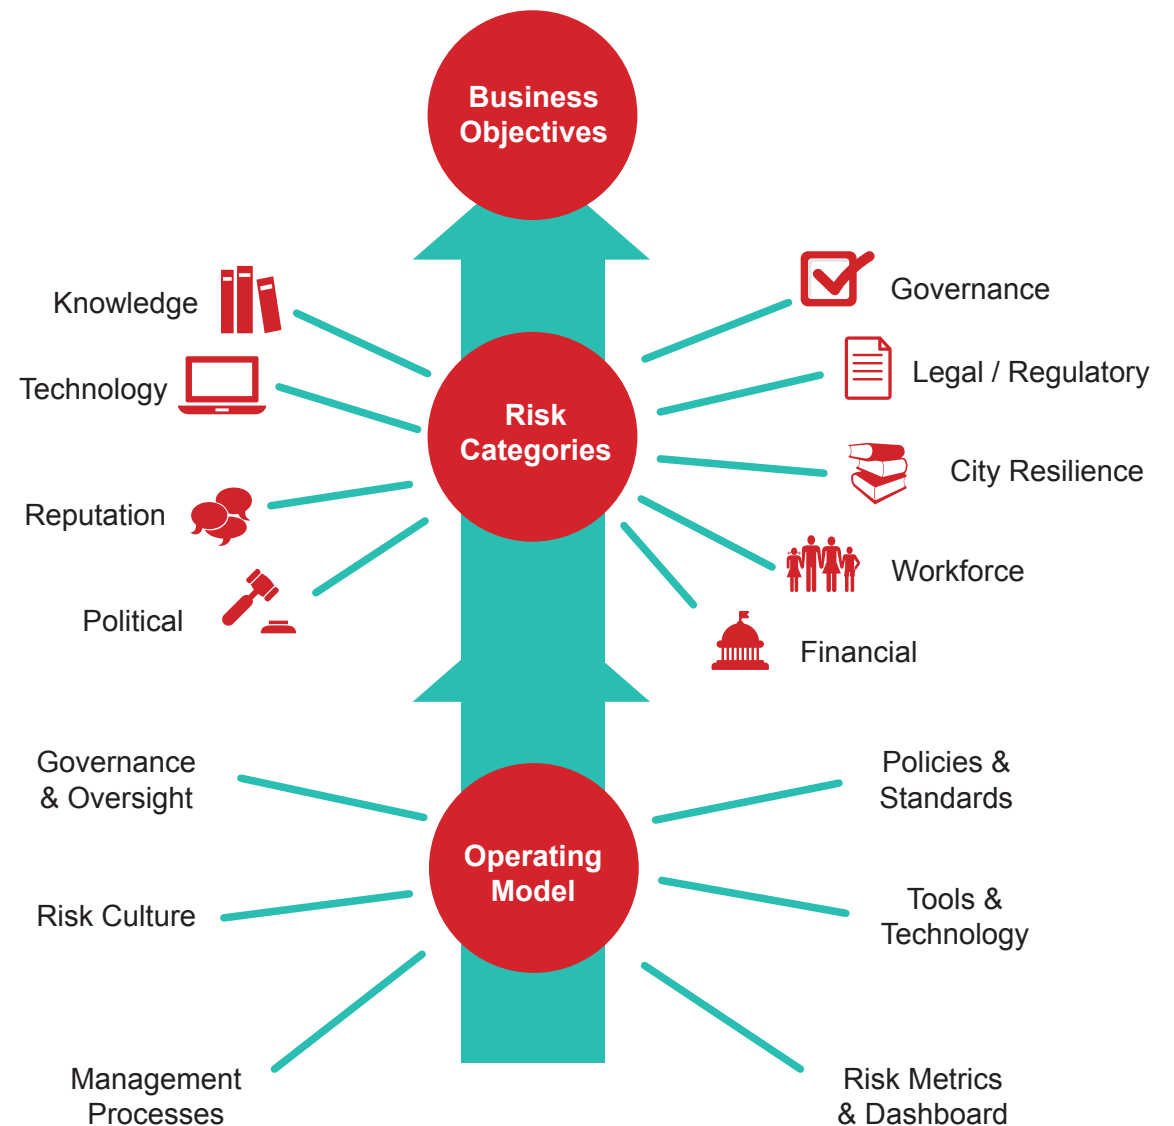 Business
Objectives
Knowledge
Governance
Technology
Legal / Regulatory
Risk
Categories
City Resilience
Reputation
Workforce
Political
Financial
Governance
& Oversight
Policies &
Standards
Operating
Model
Risk Culture
Tools &
Technology
Management
Processes
Risk Metrics
& Dashboard